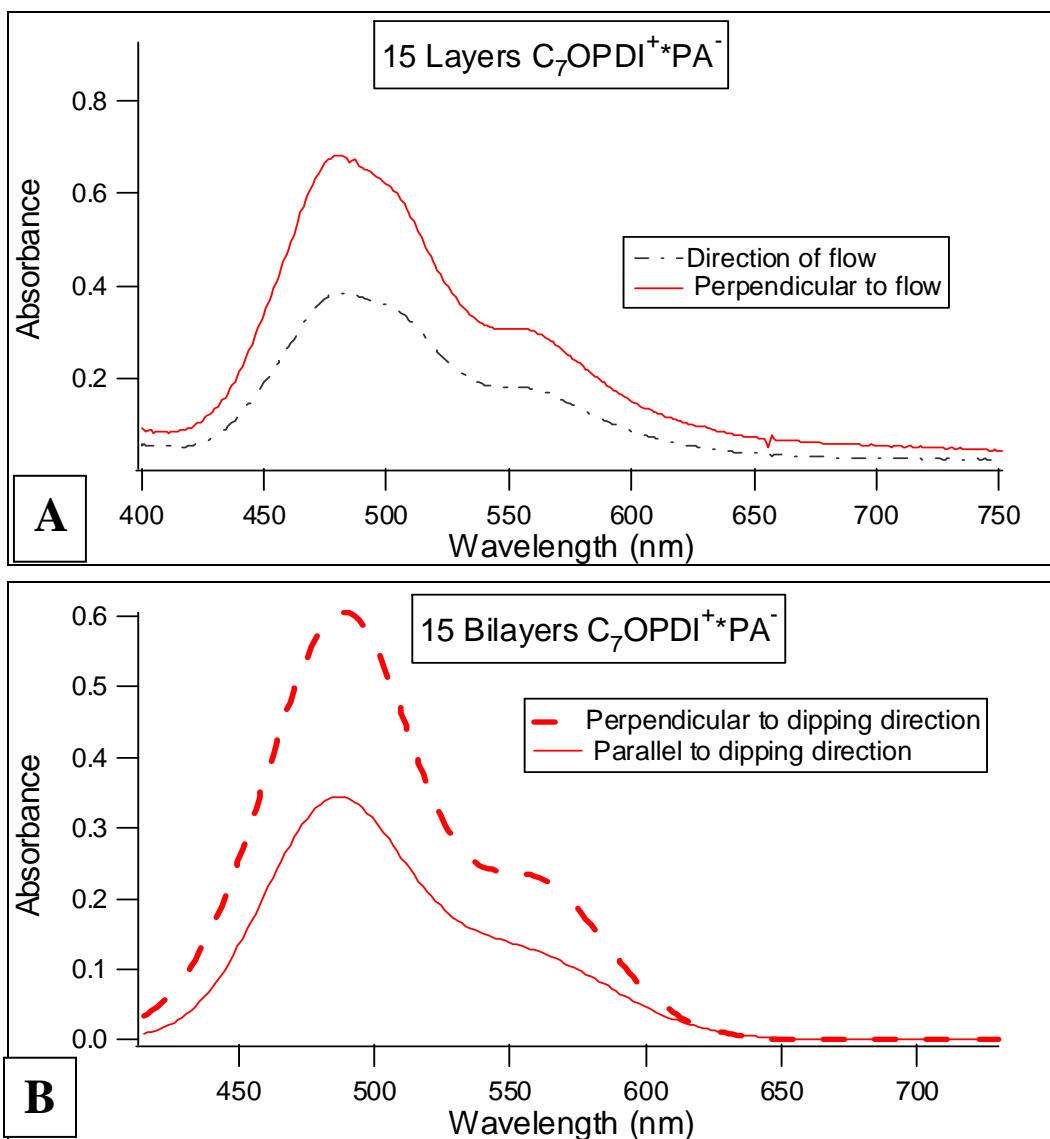 15 Layers C₇OPDI⁺*PA⁻
0.8
0.6
0.4
0.2
Absorbance
Direction of flow
Perpendicular to flow
400 450 500 550 600 650 700 750
Wavelength (nm)
A
15 Bilayers C₇OPDI⁺*PA⁻
0.6
0.5
0.4
0.3
0.2
0.1
0.0
Absorbance
Perpendicular to dipping direction
Parallel to dipping direction
450 500 550 600 650 700
Wavelength (nm)
B